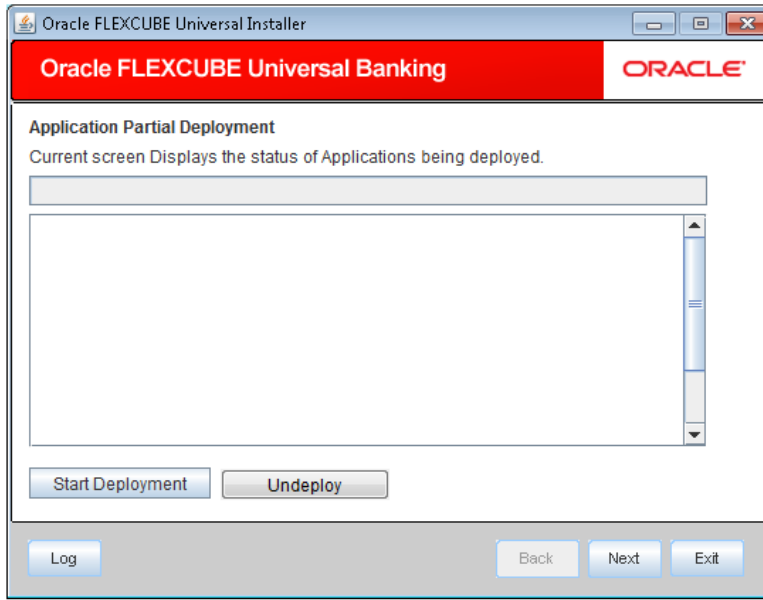 Oracle FLEXCUBE Universal Installer
Oracle FLEXCUBE Universal Banking
ORACLE
Application Partial Deployment
Current screen Displays the status of Applications being deployed.
Start Deployment Undeploy
Log Back Next Exit